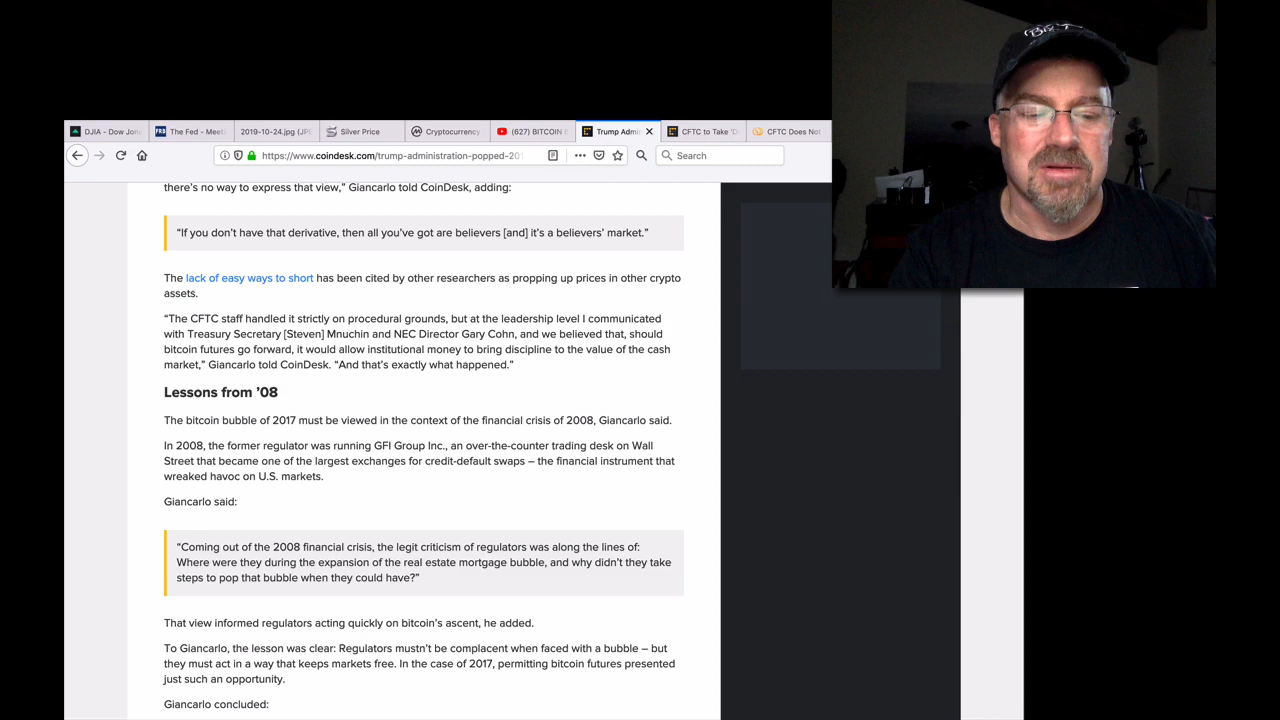 DJIA - Dow Jon
The Fed - Meeti
2019-10-24.jpg (JPE
Silver Price
Cryptocurrency
(627) BITCOIN
Trump Admi
CFTC to Take
CFTC Does Not
https://www.coindesk.com/trump-administration-popped-20
Search
there's no way to express that view,” Giancarlo told CoinDesk, adding:
“If you don’t have that derivative, then all you’ve got are believers [and] it’s a believers’ market.”
The lack of easy ways to short has been cited by other researchers as propping up prices in other crypto
assets.
“The CFTC staff handled it strictly on procedural grounds, but at the leadership level I communicated
with Treasury Secretary [Steven] Mnuchin and NEC Director Gary Cohn, and we believed that, should
bitcoin futures go forward, it would allow institutional money to bring discipline to the value of the cash
market,” Giancarlo told CoinDesk. “And that’s exactly what happened.”
Lessons from ’08
The bitcoin bubble of 2017 must be viewed in the context of the financial crisis of 2008, Giancarlo said.
In 2008, the former regulator was running GFI Group Inc., an over-the-counter trading desk on Wall
Street that became one of the largest exchanges for credit-default swaps – the financial instrument that
wreaked havoc on U.S. markets.
Giancarlo said:
“Coming out of the 2008 financial crisis, the legit criticism of regulators was along the lines of:
Where were they during the expansion of the real estate mortgage bubble, and why didn’t they take
steps to pop that bubble when they could have?”
That view informed regulators acting quickly on bitcoin’s ascent, he added.
To Giancarlo, the lesson was clear: Regulators mustn’t be complacent when faced with a bubble – but
they must act in a way that keeps markets free. In the case of 2017, permitting bitcoin futures presented
just such an opportunity.
Giancarlo concluded: